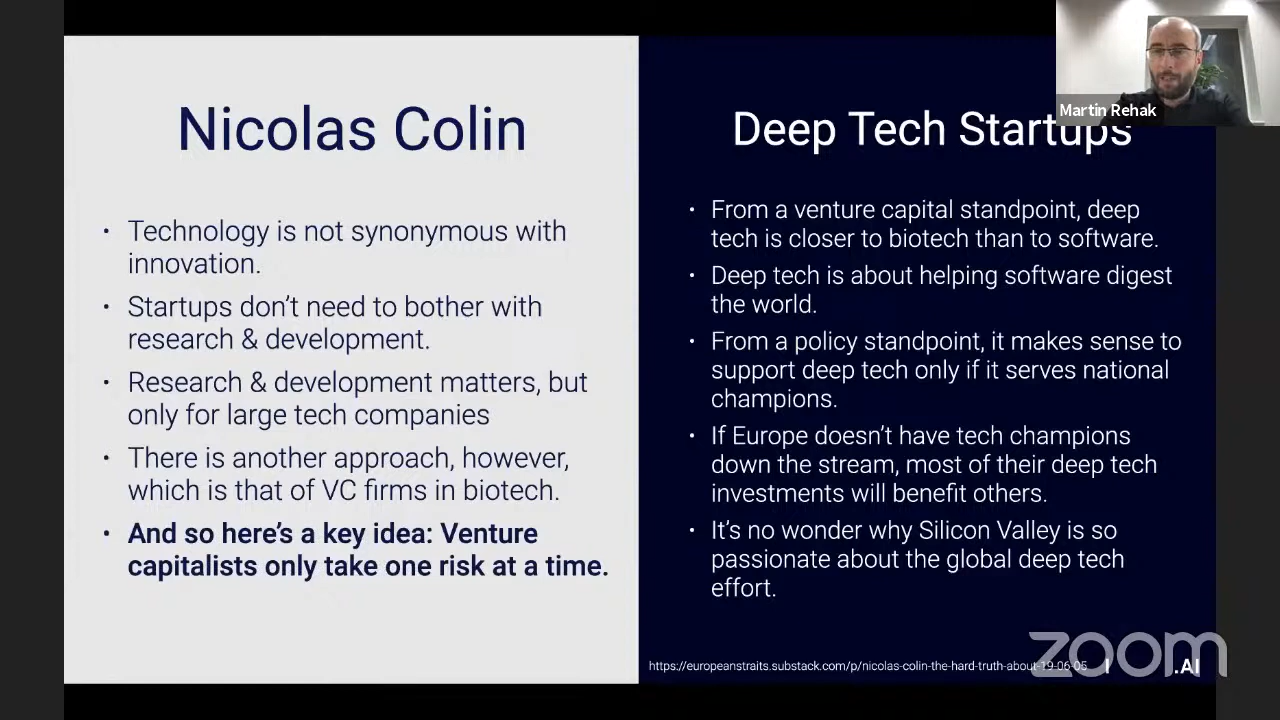 Martin Rehak
Nicolas Colin
• Technology is not synonymous with
innovation.
• Startups don't need to bother with
research & development.
• Research & development matters, but
only for large tech companies
• There is another approach, however,
which is that of VC firms in biotech.
• And so here's a key idea: Venture
capitalists only take one risk at a time.
Deep Tech Startups
• From a venture capital standpoint, deep
tech is closer to biotech than to software.
• Deep tech is about helping software digest
the world.
• From a policy standpoint, it makes sense to
support deep tech only if it serves national
champions.
• If Europe doesn't have tech champions
down the stream, most of their deep tech
investments will benefit others.
• It's no wonder why Silicon Valley is so
passionate about the global deep tech
effort.
https://europeanstraits.substack.com/p/nicolas-colin-the-hard-truth-about-19-06-05
zoom
.AI